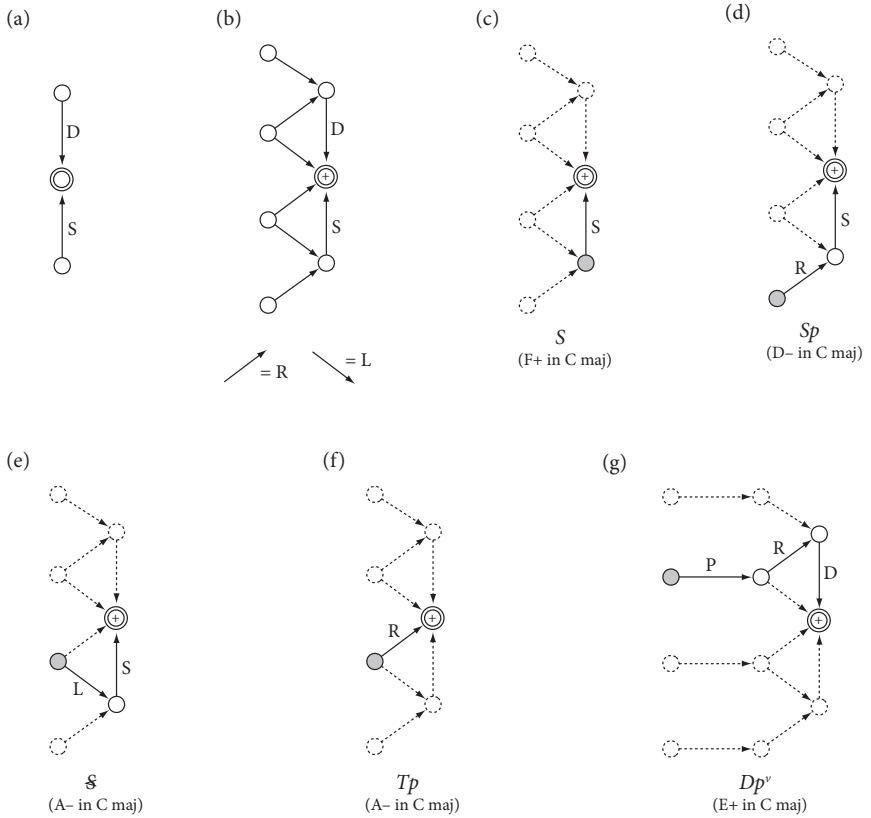 (a)
D
S
(b)
D
+
S
= R
= L
(c)
+
S
S
(F+ in C maj)
(d)
+
S
R
Sp
(D– in C maj)
(e)
+
S
L
S̶
(A– in C maj)
(f)
R
+
Tp
(A– in C maj)
(g)
R
P
D
+
Dpᵛ
(E+ in C maj)